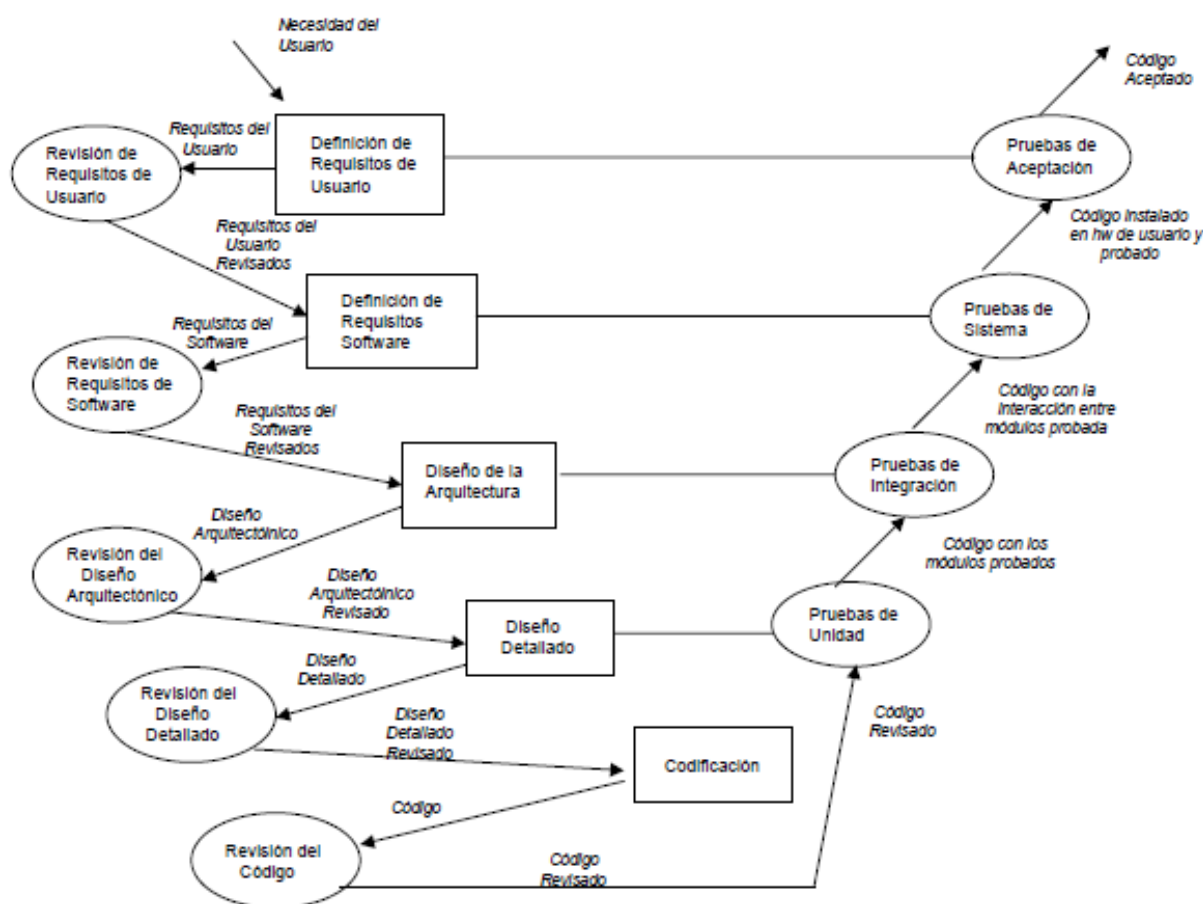 Necesidad del
Usuario
Código
Aceptado
Requisitos del
Usuario
Revisión de
Requisitos de
Usuario
Definición de
Requisitos de
Usuario
Pruebas de
Aceptación
Requisitos del
Usuario
Revisados
Código Instalado
en hw de usuario y
probado
Definición de
Requisitos
Software
Pruebas de
Sistema
Requisitos del
Software
Revisión de
Requisitos de
Software
Código con la
Interacción entre
módulos probada
Requisitos del
Software
Revisados
Diseño de la
Arquitectura
Pruebas de
Integración
Diseño
Arquitectóinico
Revisión del
Diseño
Arquitectónico
Código con los
módulos probados
Diseño
Arquitectóinico
Revisado
Diseño
Detallado
Pruebas de
Unidad
Diseño
Detallado
Revisión del
Diseño
Detallado
Diseño
Detallado
Revisado
Código
Revisado
Codificación
Código
Revisión del
Código
Código
Revisado